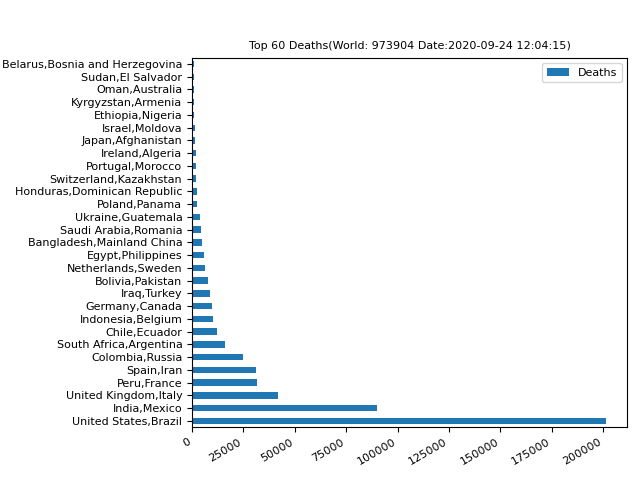 Top 60 Deaths(World: 973904 Date:2020-09-24 12:04:15)
Deaths
Belarus,Bosnia and Herzegovina
Sudan,El Salvador
Oman,Australia
Kyrgyzstan,Armenia
Ethiopia,Nigeria
Israel,Moldova
Japan,Afghanistan
Ireland,Algeria
Portugal,Morocco
Switzerland,Kazakhstan
Honduras,Dominican Republic
Poland,Panama
Ukraine,Guatemala
Saudi Arabia,Romania
Bangladesh,Mainland China
Egypt,Philippines
Netherlands,Sweden
Bolivia,Pakistan
Iraq,Turkey
Germany,Canada
Indonesia,Belgium
Chile,Ecuador
South Africa,Argentina
Colombia,Russia
Spain,Iran
Peru,France
United Kingdom,Italy
India,Mexico
United States,Brazil
0 25000 50000 75000 100000 125000 150000 175000 200000